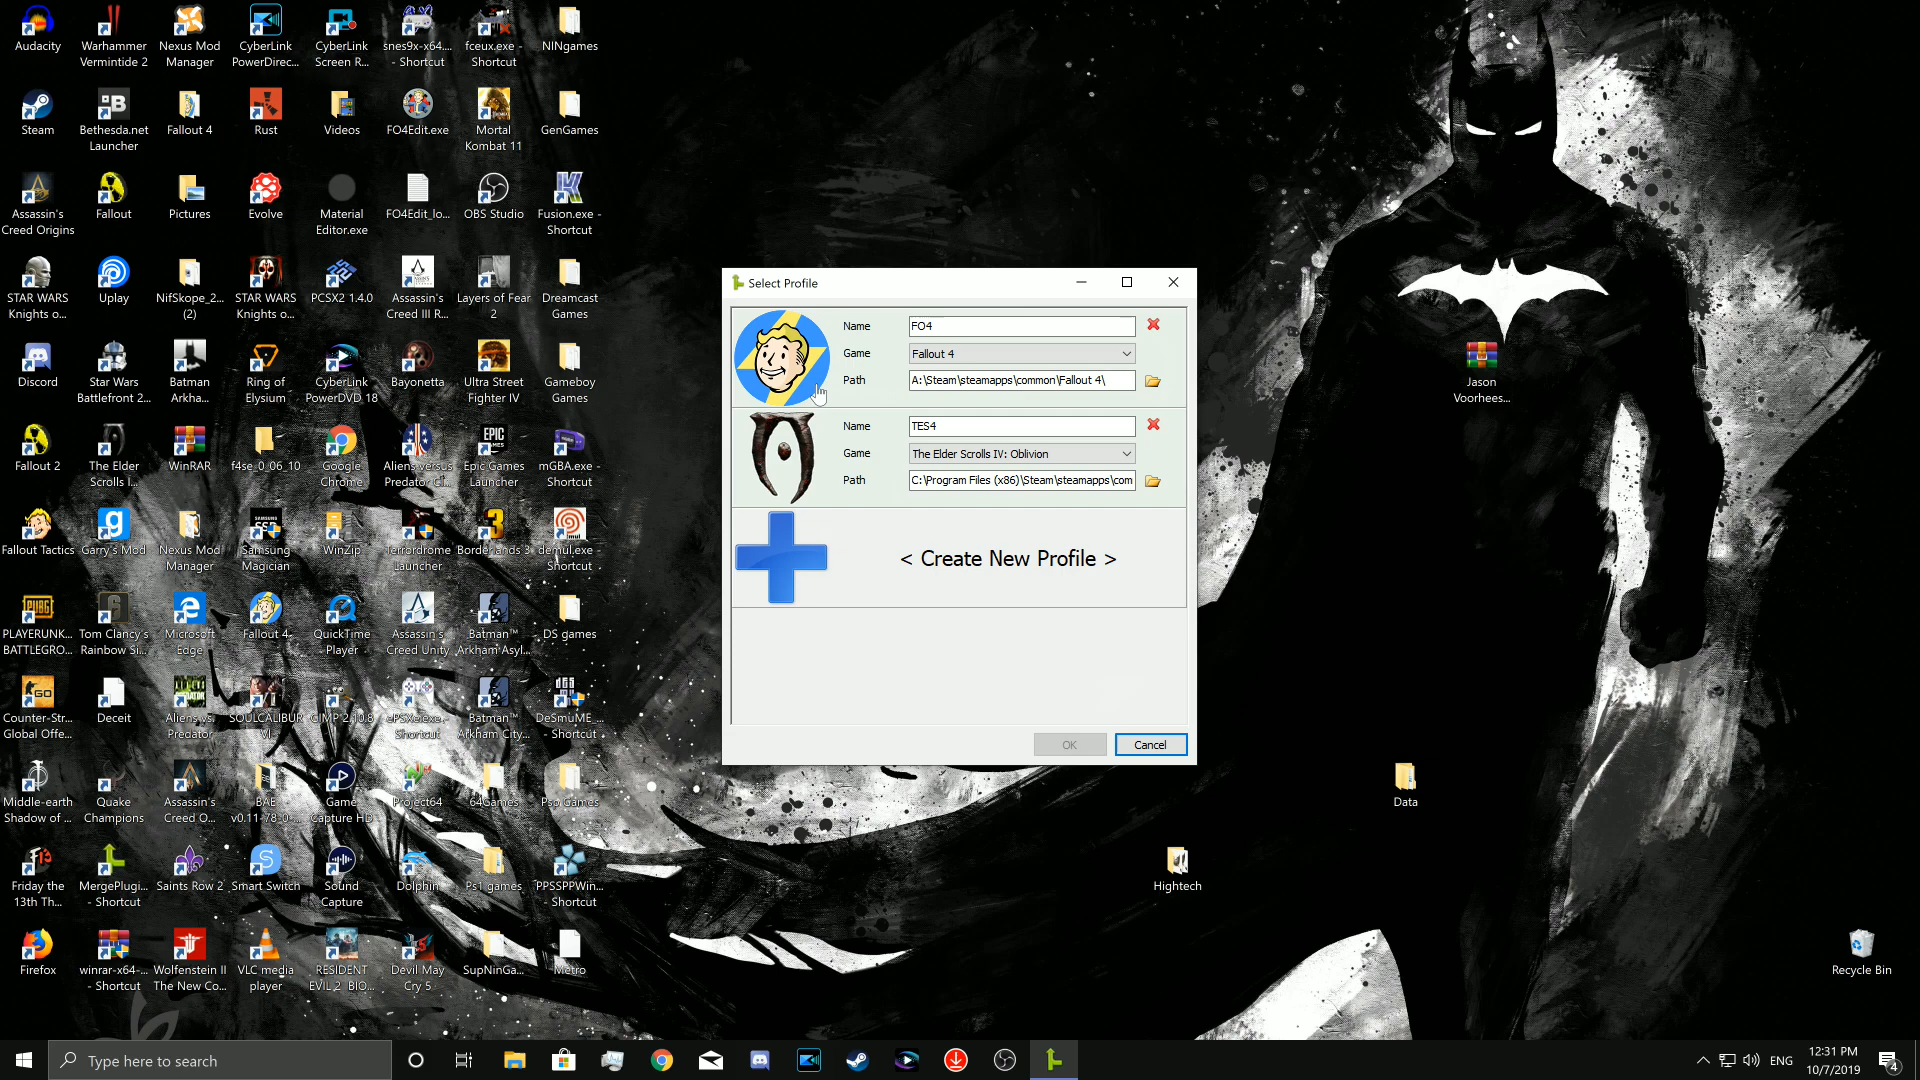 Audacity
Warhammer
Vermintide 2
Nexus Mod
Manager
CyberLink
PowerDirec...
CyberLink
Screen R...
snes9x-x64....
- Shortcut
fceux.exe -
Shortcut
NINgames
Steam
Bethesda.net
Launcher
Fallout 4
Rust
Videos
FO4Edit.exe
Mortal
Kombat 11
GenGames
Assassin's
Creed Origins
Fallout
Pictures
Evolve
Material
Editor.exe
FO4Edit_lo...
OBS Studio
Fusion.exe -
Shortcut
STAR WARS
Knights o...
Uplay
NifSkope_2...
(2)
STAR WARS
Knights o...
PCSX2 1.4.0
Assassin's
Creed III R...
Layers of Fear
2
Dreamcast
Games
Discord
Star Wars
Battlefront 2...
Batman
Arkha...
Ring of
Elysium
CyberLink
PowerDVD 18
Bayonetta
Ultra Street
Fighter IV
Gameboy
Games
Fallout 2
The Elder
Scrolls I...
WinRAR
f4se_0_06_10
Google
Chrome
Aliens versus
Predator Cl...
Epic Games
Launcher
mGBA.exe -
Shortcut
Fallout Tactics
Garry's Mod
Nexus Mod
Manager
Samsung
Magician
WinZip
Terrordrome
Launcher
Borderlands 3
demul.exe -
Shortcut
PLAYERUNK...
BATTLEGRO...
Tom Clancy's
Rainbow Si...
Microsoft
Edge
Fallout 4
QuickTime
Player
Assassin's
Creed Unity
Batman™
Arkham Asyl...
DS games
Counter-Str...
Global Offe...
Deceit
Aliens vs.
Predator
SOULCALIBUR
VI
GIMP 2.10.8
ePSXe.exe -
Shortcut
Batman™
Arkham City...
DeSmuME_...
- Shortcut
Middle-earth
Shadow of ...
Quake
Champions
Assassin's
Creed O...
BAE
v0.11-78-0-...
Game
Capture HD
Project64
64Games
Psp Games
Friday the
13th Th...
MergePlugi...
- Shortcut
Saints Row 2
Smart Switch
Sound
Capture
Dolphin
Ps1 games
PPSSPPWin...
- Shortcut
Firefox
winrar-x64-...
- Shortcut
Wolfenstein II
The New Co...
VLC media
player
RESIDENT
EVIL 2 BIO...
Devil May
Cry 5
SupNinGa...
Metro
Select Profile
Name
FO4
Game
Fallout 4
Path
A:\Steam\steamapps\common\Fallout 4\
Name
TES4
Game
The Elder Scrolls IV: Oblivion
Path
C:\Program Files (x86)\Steam\steamapps\com
< Create New Profile >
OK
Cancel
Jason
Voorhees...
Data
Hightech
Recycle Bin
Type here to search
ENG
12:31 PM
10/7/2019
4